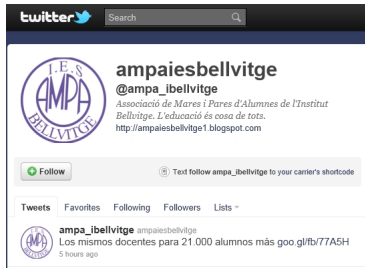 twitter
Search
I.E.S
AMPA
BELLVITGE
ampaiesbellvitge
@ampa_ibellvitge
Associació de Mares i Pares d'Alumnes de l'Institut
Bellvitge. L'educació és cosa de tots.
http://ampaiesbellvitge1.blogspot.com
Follow
Text follow ampa_ibellvitge to your carrier's shortcode
Tweets Favorites Following Followers Lists
AMPA
ampa_ibellvitge ampaiesbellvitge
Los mismos docentes para 21.000 alumnos más goo.gl/fb/77A5H
5 hours ago